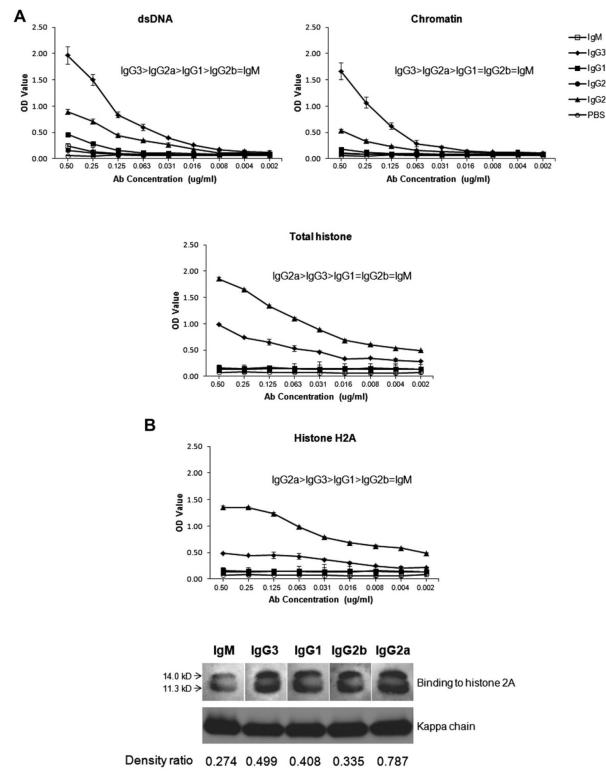 A
dsDNA
IgG3>IgG2a>IgG1>IgG2b=IgM
OD Value
2.50
2.00
1.50
1.00
0.50
0.00
0.50 0.25 0.125 0.063 0.031 0.016 0.008 0.004 0.002
Ab Concentration (ug/ml)
Chromatin
IgG3>IgG2a>IgG1=IgG2b=IgM
OD Value
2.50
2.00
1.50
1.00
0.50
0.00
0.50 0.25 0.125 0.063 0.031 0.016 0.008 0.004 0.002
Ab Concentration (ug/ml)
IgM
IgG3
IgG1
IgG2
IgG2
PBS
Total histone
IgG2a>IgG3>IgG1=IgG2b=IgM
OD Value
2.50
2.00
1.50
1.00
0.50
0.00
0.50 0.25 0.125 0.063 0.031 0.016 0.008 0.004 0.002
Ab Concentration (ug/ml)
B
Histone H2A
IgG2a>IgG3>IgG1>IgG2b=IgM
OD Value
2.50
2.00
1.50
1.00
0.50
0.00
0.50 0.25 0.125 0.063 0.031 0.016 0.008 0.004 0.002
Ab Concentration (ug/ml)
IgM IgG3 IgG1 IgG2b IgG2a
14.0 kD
11.3 kD
Binding to histone 2A
Kappa chain
Density ratio 0.274 0.499 0.408 0.335 0.787